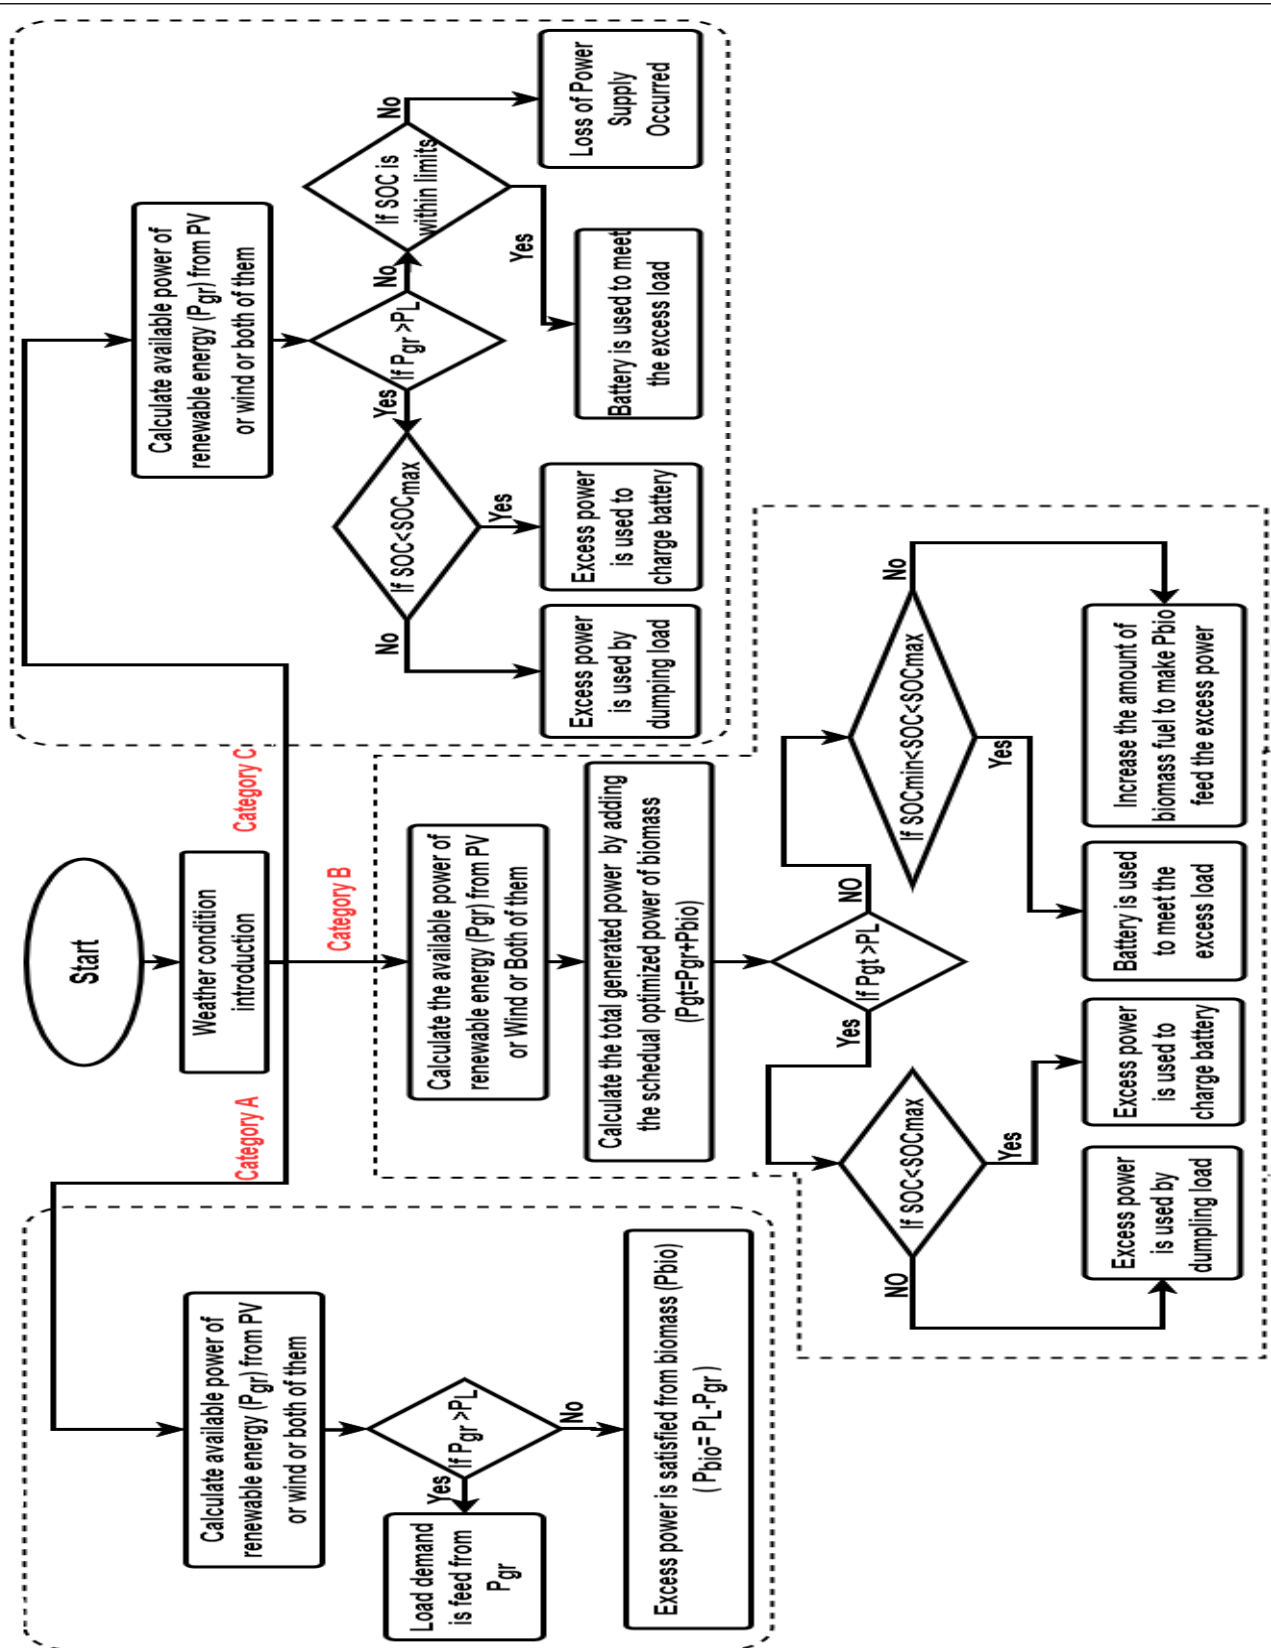 Start
Weather condition
introduction
Category A
Category B
Category C
Calculate available power of
renewable energy (Pgr) from PV
or wind or both of them
If Pgr >PL
Yes
No
Load demand
is feed from
Pgr
Excess power is satisfied from biomass (Pbio)
( Pbio= PL-Pgr )
Calculate the available power of
renewable energy (Pgr) from PV
or Wind or Both of them
Calculate the total generated power by adding
the schedual optimized power of biomass
(Pgt=Pgr+Pbio)
If Pgt >PL
Yes
NO
If SOC<SOCmax
NO
Yes
Excess power
is used by
dumpling load
Excess power
is used to
charge battery
If SOCmin<SOC<SOCmax
Yes
No
Battery is used
to meet the
excess load
Increase the amount of
biomass fuel to make Pbio
feed the excess power
Calculate available power of
renewable energy (Pgr) from PV
or wind or both of them
If Pgr >PL
Yes
No
If SOC<SOCmax
No
Yes
Excess power
is used by
dumping load
Excess power
is used to
charge battery
If SOC is
within limits
Yes
No
Battery is used to meet
the excess load
Loss of Power
Supply
Occurred